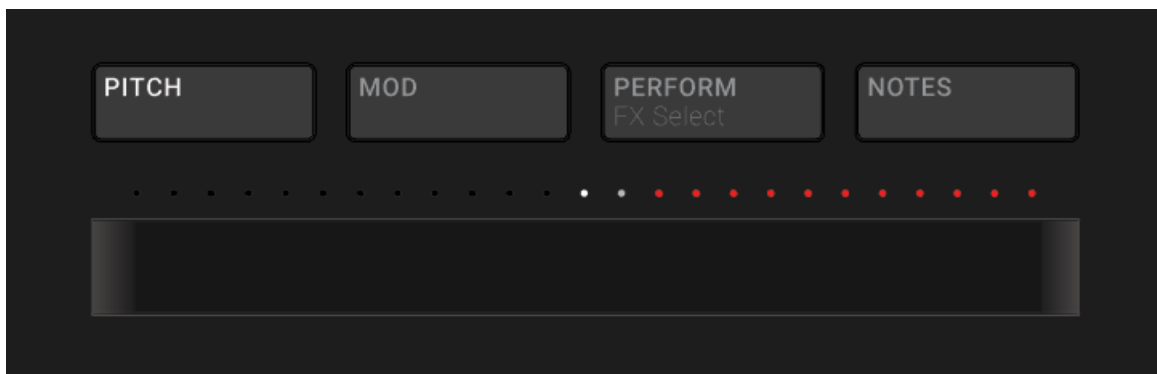 PITCH
MOD
PERFORM
FX Select
NOTES